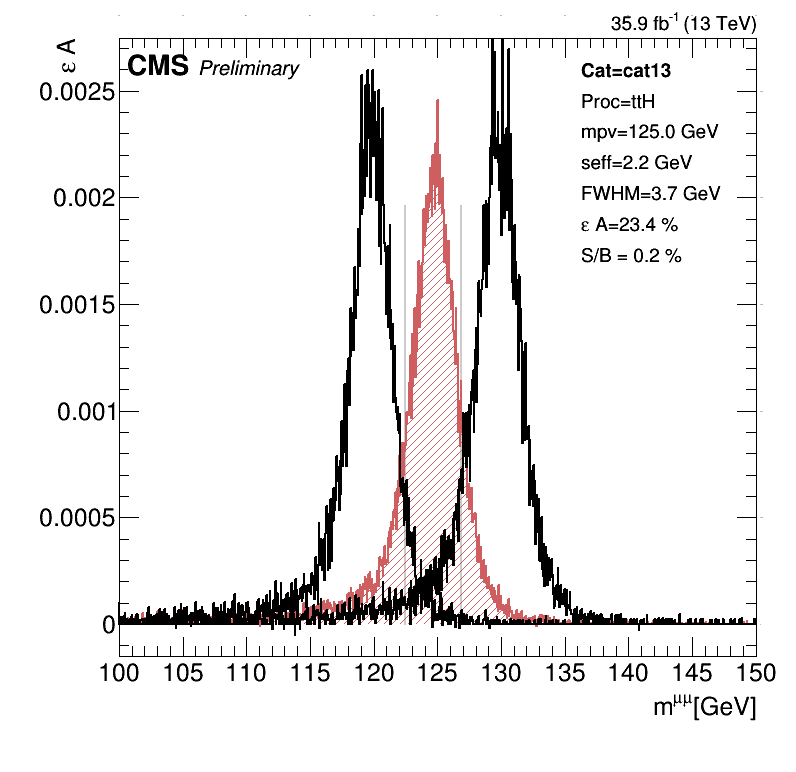 35.9 fb⁻¹ (13 TeV)
ε A
CMS Preliminary
Cat=cat13
Proc=ttH
mpv=125.0 GeV
seff=2.2 GeV
FWHM=3.7 GeV
ε A=23.4 %
S/B = 0.2 %
0.0025
0.002
0.0015
0.001
0.0005
0
100 105 110 115 120 125 130 135 140 145 150
m^μμ[GeV]